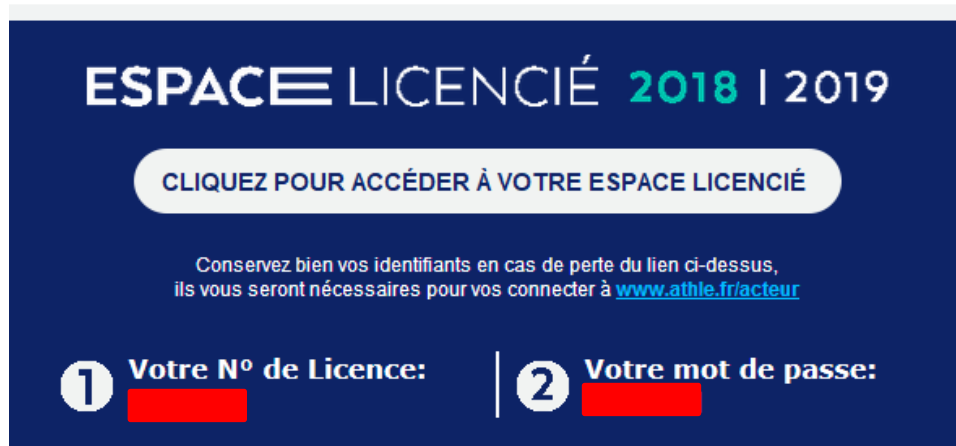 ESPACE LICENCIÉ 2018 | 2019
CLIQUEZ POUR ACCÉDER À VOTRE ESPACE LICENCIÉ
Conservez bien vos identifiants en cas de perte du lien ci-dessus,
ils vous seront nécessaires pour vos connecter à www.athle.fr/acteur
1 Votre N° de Licence:
2 Votre mot de passe: